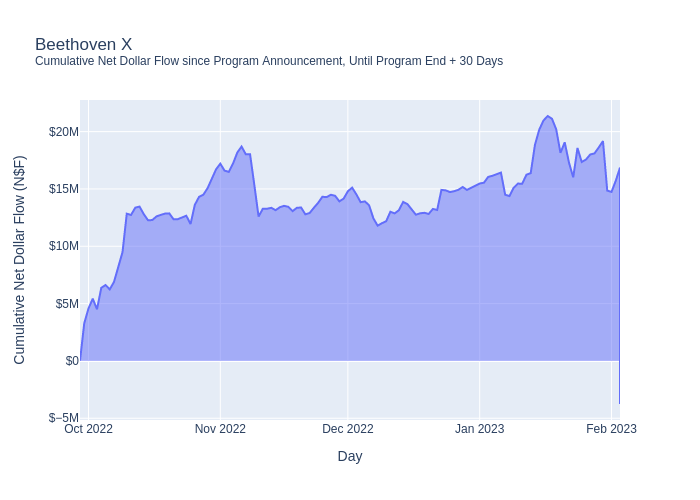 Beethoven X
Cumulative Net Dollar Flow since Program Announcement, Until Program End + 30 Days
Cumulative Net Dollar Flow (N$F)
$20M
$15M
$10M
$5M
$0
$−5M
Oct 2022
Nov 2022
Dec 2022
Jan 2023
Feb 2023
Day